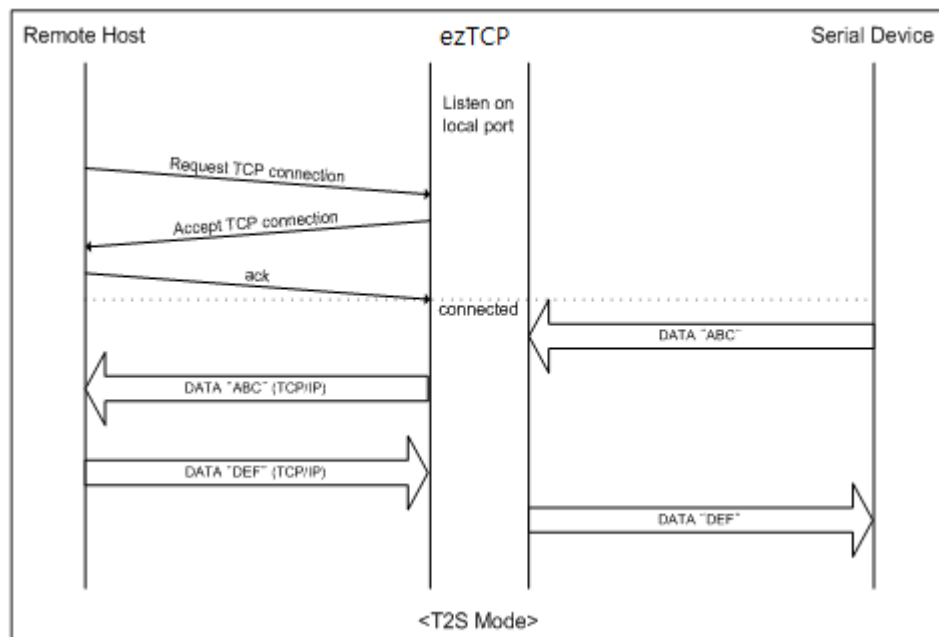 Remote Host
ezTCP
Serial Device
Listen on
local port
Request TCP connection
Accept TCP connection
ack
connected
DATA "ABC"
DATA "ABC" (TCP/IP)
DATA "DEF" (TCP/IP)
DATA "DEF"
<T2S Mode>